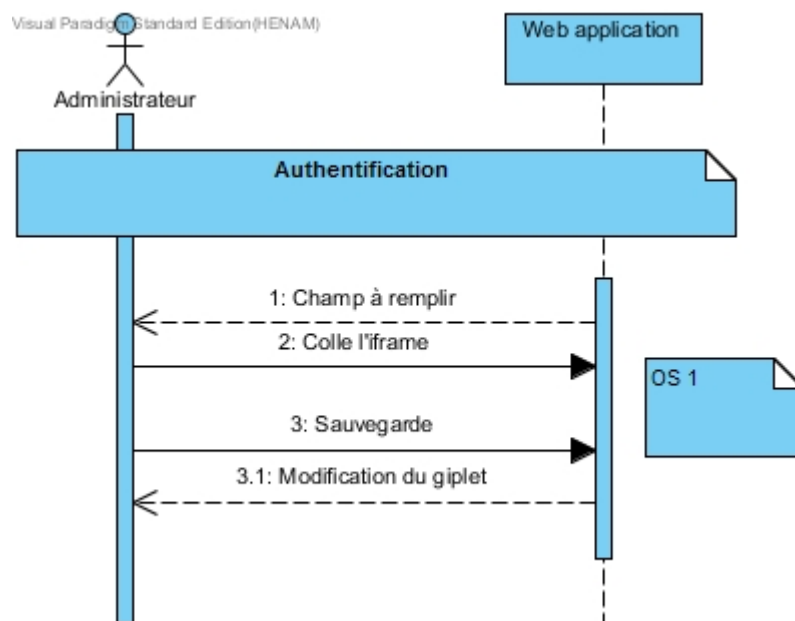 Visual Paradigm Standard Edition(HENAM)
Web application
Administrateur
Authentification
1: Champ à remplir
2: Colle l'iframe
OS 1
3: Sauvegarde
3.1: Modification du giplet